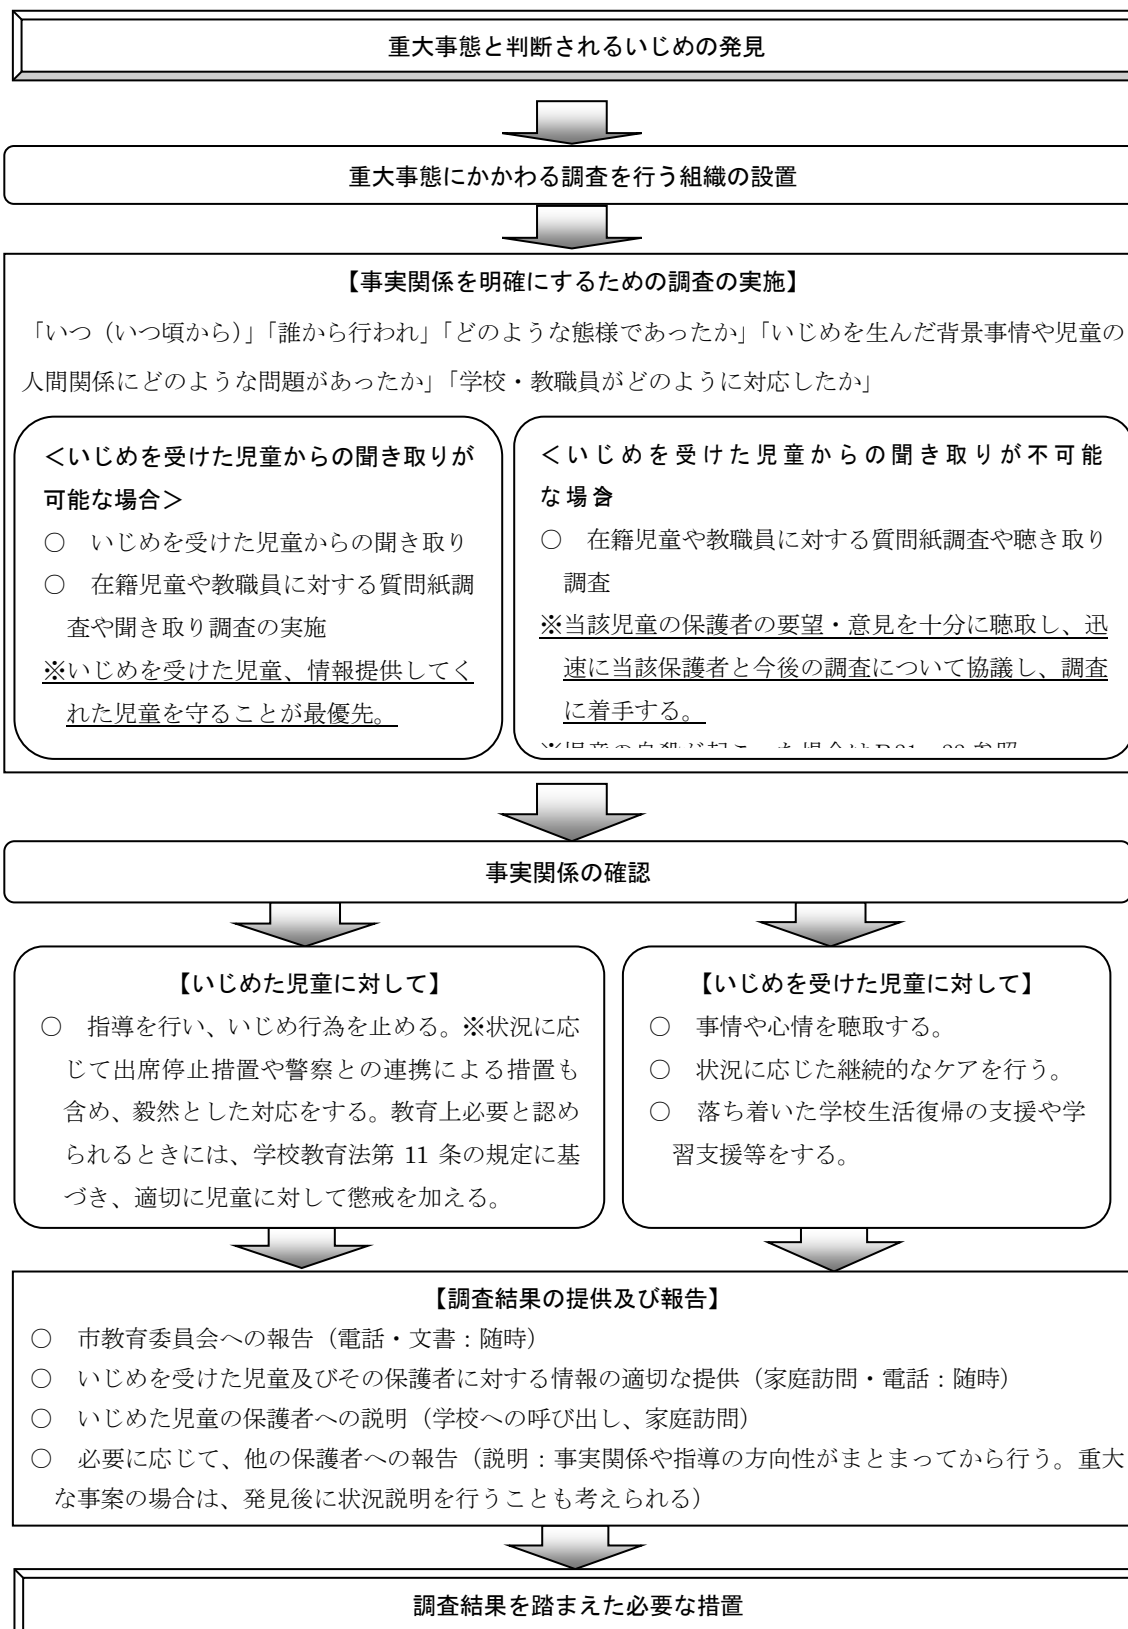 重大事態と判断されるいじめの発見
重大事態にかかわる調査を行う組織の設置
【事実関係を明確にするための調査の実施】
「いつ（いつ頃から）」「誰から行われ」「どのような態様であったか」「いじめを生んだ背景事情や児童の
人間関係にどのような問題があったか」「学校・教職員がどのように対応したか」
＜いじめを受けた児童からの聞き取りが
可能な場合＞
○　いじめを受けた児童からの聞き取り
○　在籍児童や教職員に対する質問紙調
査や聞き取り調査の実施
※いじめを受けた児童、情報提供してく
れた児童を守ることが最優先。
＜いじめを受けた児童からの聞き取りが不可能
な場合＞
○　在籍児童や教職員に対する質問紙調査や聴き取り
調査
※当該児童の保護者の要望・意見を十分に聴取し、迅
速に当該保護者と今後の調査について協議し、調査
に着手する。
※児童の自殺が起こった場合は
事実関係の確認
【いじめた児童に対して】
○　指導を行い、いじめ行為を止める。※状況に応
じて出席停止措置や警察との連携による措置も
含め、毅然とした対応をする。教育上必要と認め
られるときには、学校教育法第 11 条の規定に基
づき、適切に児童に対して懲戒を加える。
【いじめを受けた児童に対して】
○　事情や心情を聴取する。
○　状況に応じた継続的なケアを行う。
○　落ち着いた学校生活復帰の支援や学
習支援等をする。
【調査結果の提供及び報告】
○　市教育委員会への報告（電話・文書：随時）
○　いじめを受けた児童及びその保護者に対する情報の適切な提供（家庭訪問・電話：随時）
○　いじめた児童の保護者への説明（学校への呼び出し、家庭訪問）
○　必要に応じて、他の保護者への報告（説明：事実関係や指導の方向性がまとまってから行う。重大
な事案の場合は、発見後に状況説明を行うことも考えられる）
調査結果を踏まえた必要な措置